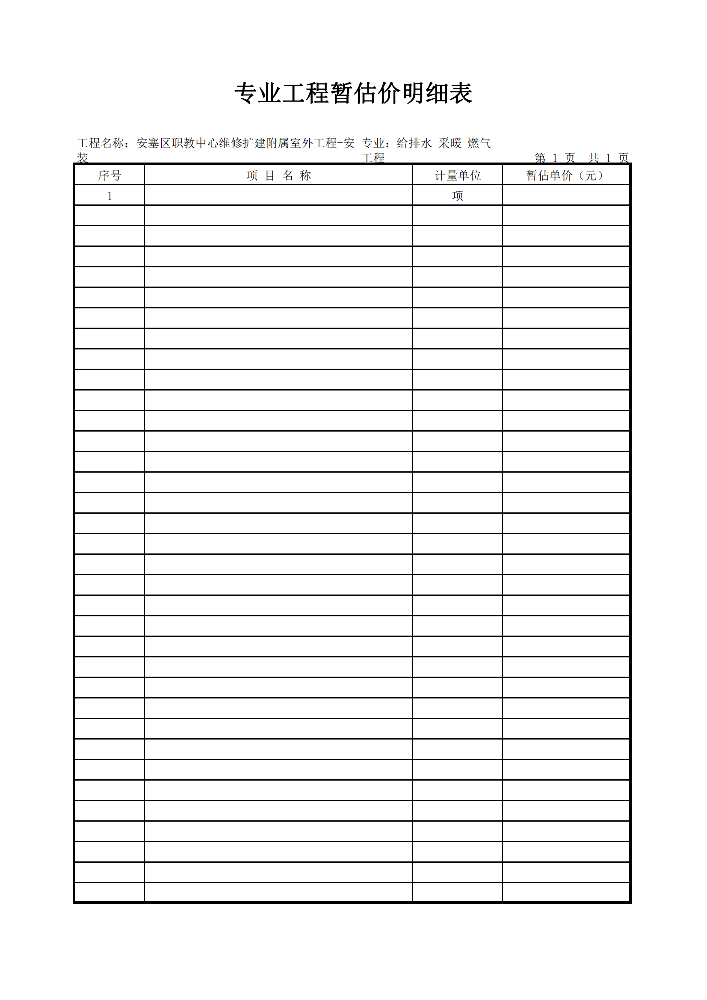 专业工程暂估价明细表
工程名称：安塞区职教中心维修扩建附属室外工程-安 专业：给排水 采暖 燃气
装 工程 第 1 页 共 1 页
序号 项 目 名 称 计量单位 暂估单价（元）
1 项